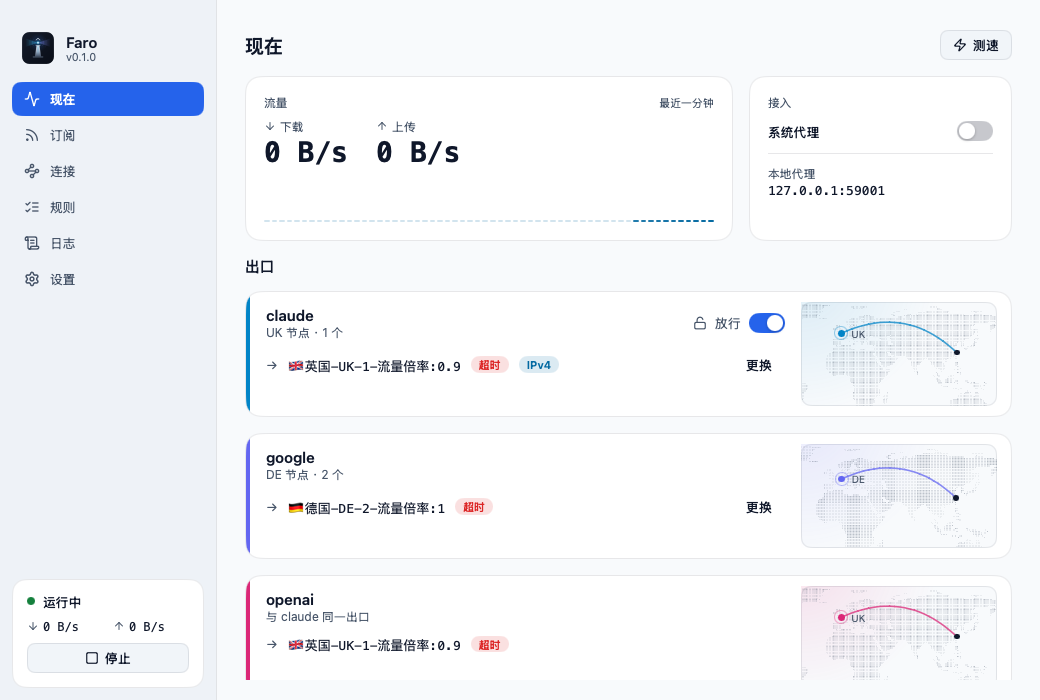 Faro
v0.1.0
现在
订阅
连接
规则
日志
设置
运行中
↓ 0 B/s ↑ 0 B/s
停止
现在
测速
流量 最近一分钟
↓ 下载 ↑ 上传
0 B/s 0 B/s
接入
系统代理
本地代理
127.0.0.1:59001
出口
claude
UK 节点 · 1 个
放行
→ 🇬🇧英国-UK-1-流量倍率:0.9 超时 IPv4 更换
UK
google
DE 节点 · 2 个
→ 🇩🇪德国-DE-2-流量倍率:1 超时 更换
DE
openai
与 claude 同一出口
→ 🇬🇧英国-UK-1-流量倍率:0.9 超时
UK